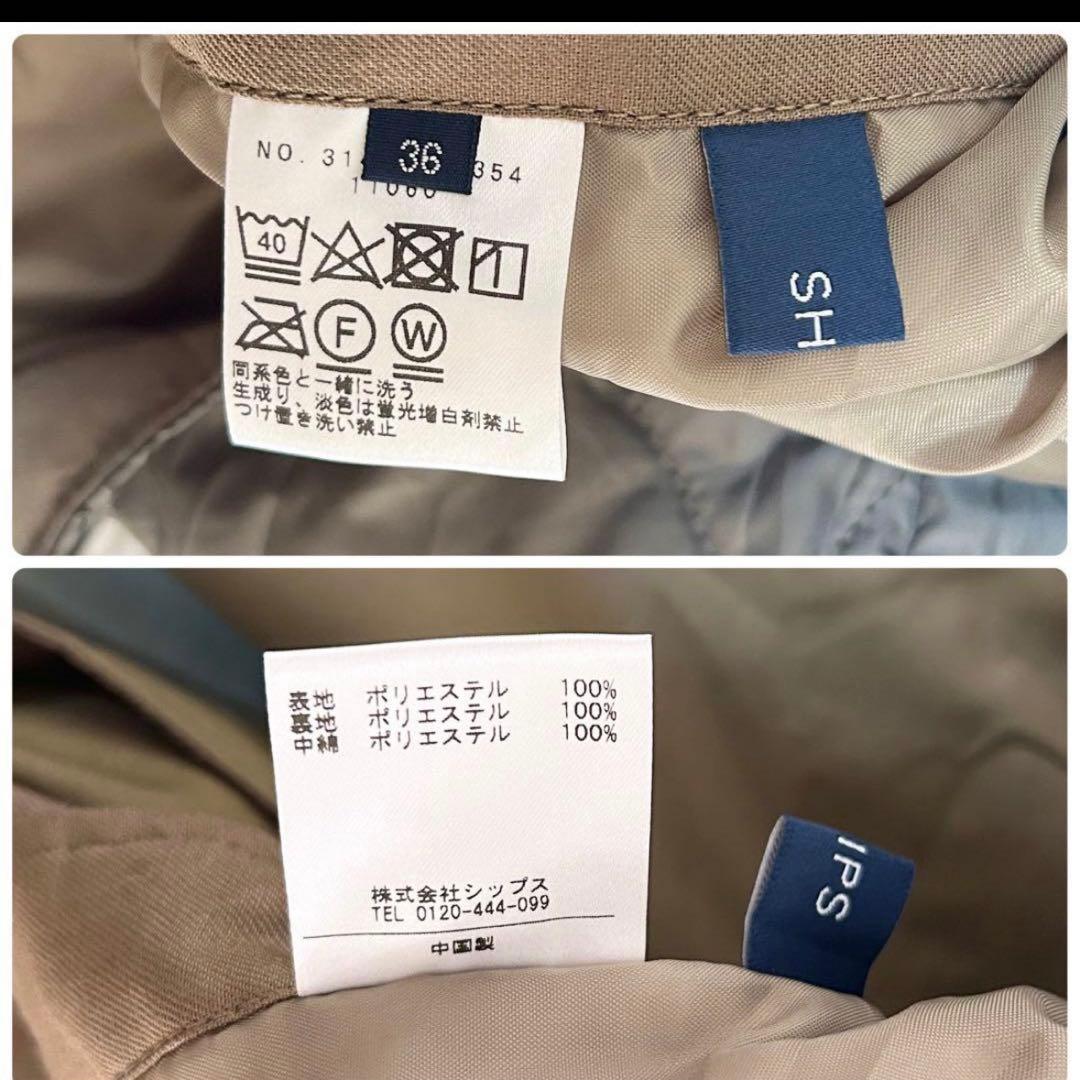 36
NO. 31 354
40
F W
同系色と一緒に洗う
生成り、淡色は蛍光増白剤禁止
つけ置き洗い禁止
SH
表地 ポリエステル 100%
裏地 ポリエステル 100%
中綿 ポリエステル 100%
株式会社シップス
TEL 0120-444-099
中国製
IPS